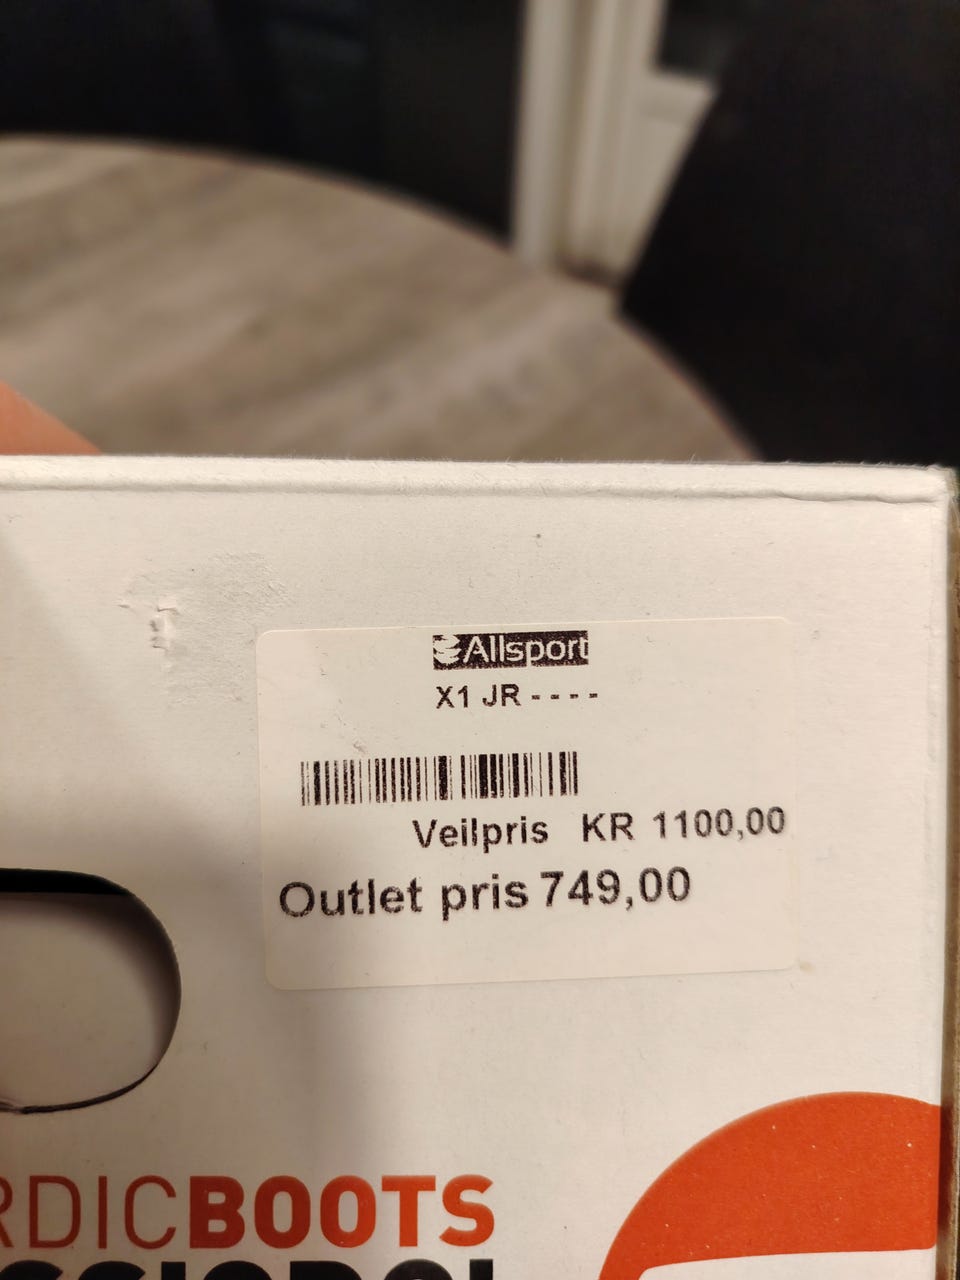 Allsport
X1 JR - - - -
Veilpris KR 1100,00
Outlet pris 749,00
RDICBOOTS